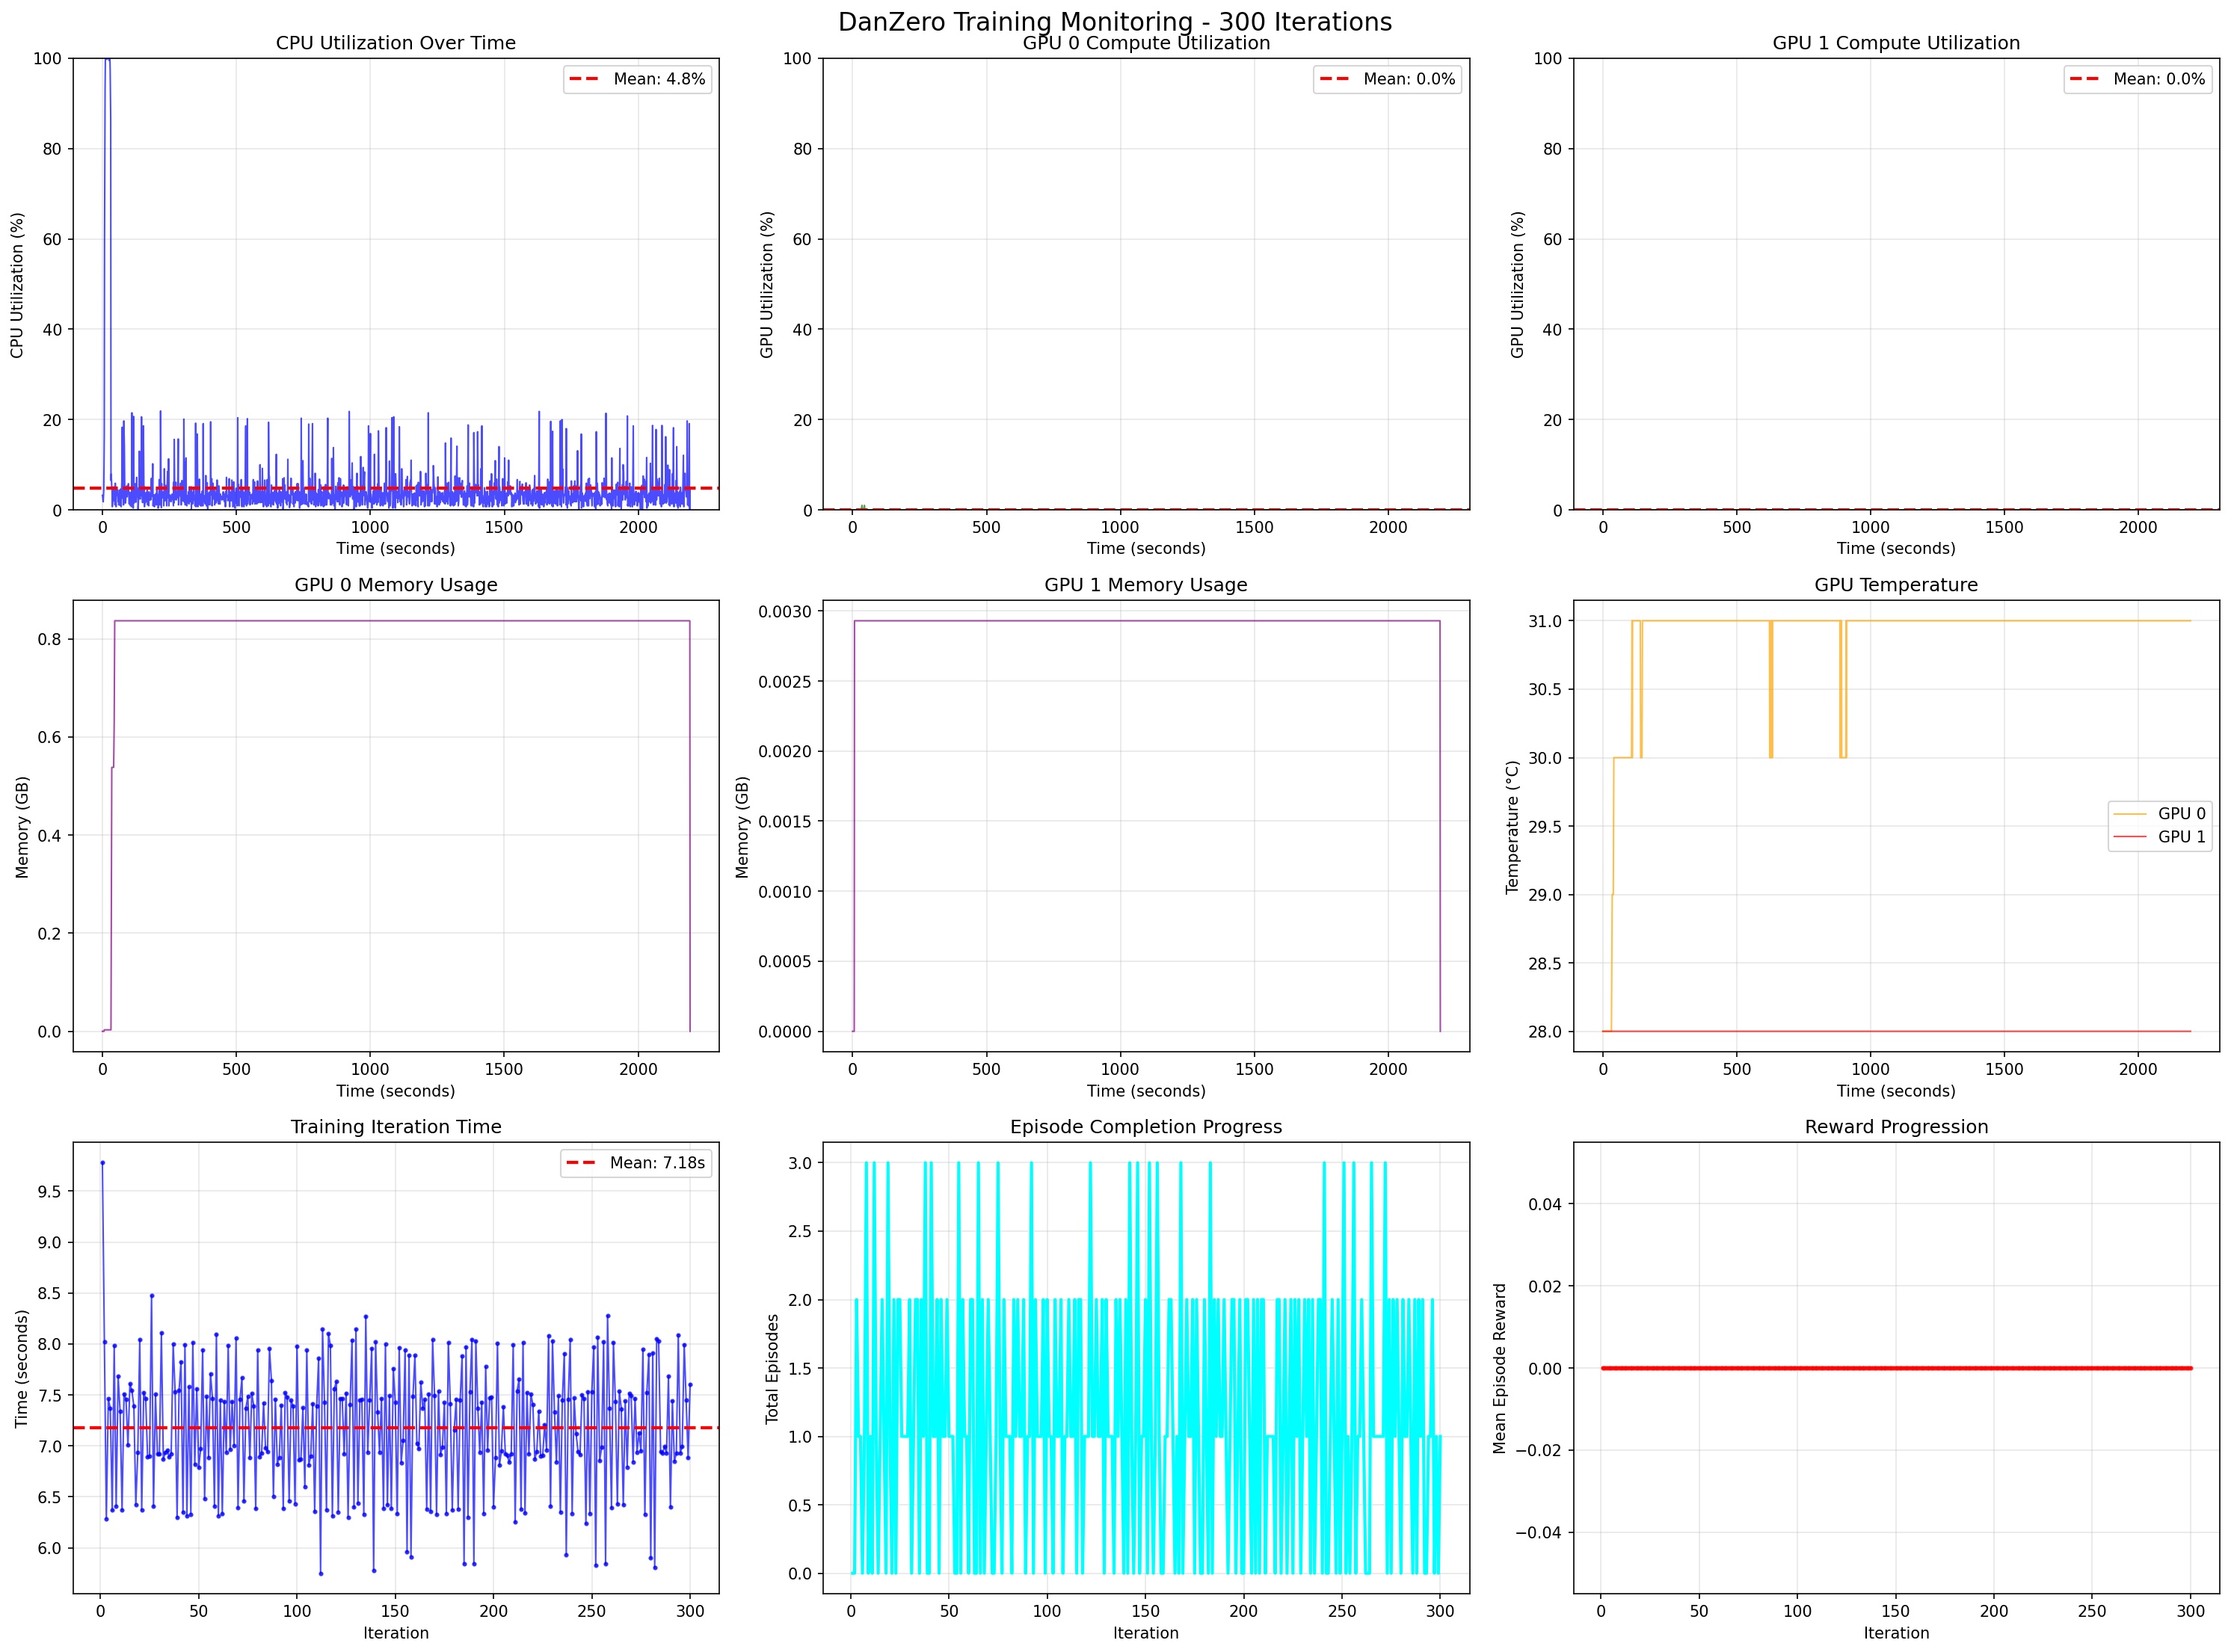 DanZero Training Monitoring - 300 Iterations
CPU Utilization Over Time
CPU Utilization (%)
100
80
60
40
20
0
Mean: 4.8%
0 500 1000 1500 2000
Time (seconds)
GPU 0 Compute Utilization
GPU Utilization (%)
100
80
60
40
20
0
Mean: 0.0%
0 500 1000 1500 2000
Time (seconds)
GPU 1 Compute Utilization
GPU Utilization (%)
100
80
60
40
20
0
Mean: 0.0%
0 500 1000 1500 2000
Time (seconds)
GPU 0 Memory Usage
Memory (GB)
0.8
0.6
0.4
0.2
0.0
0 500 1000 1500 2000
Time (seconds)
GPU 1 Memory Usage
Memory (GB)
0.0030
0.0025
0.0020
0.0015
0.0010
0.0005
0.0000
0 500 1000 1500 2000
Time (seconds)
GPU Temperature
Temperature (°C)
31.0
30.5
30.0
29.5
29.0
28.5
28.0
GPU 0
GPU 1
0 500 1000 1500 2000
Time (seconds)
Training Iteration Time
Time (seconds)
9.5
9.0
8.5
8.0
7.5
7.0
6.5
6.0
Mean: 7.18s
0 50 100 150 200 250 300
Iteration
Episode Completion Progress
Total Episodes
3.0
2.5
2.0
1.5
1.0
0.5
0.0
0 50 100 150 200 250 300
Iteration
Reward Progression
Mean Episode Reward
0.04
0.02
0.00
−0.02
−0.04
0 50 100 150 200 250 300
Iteration